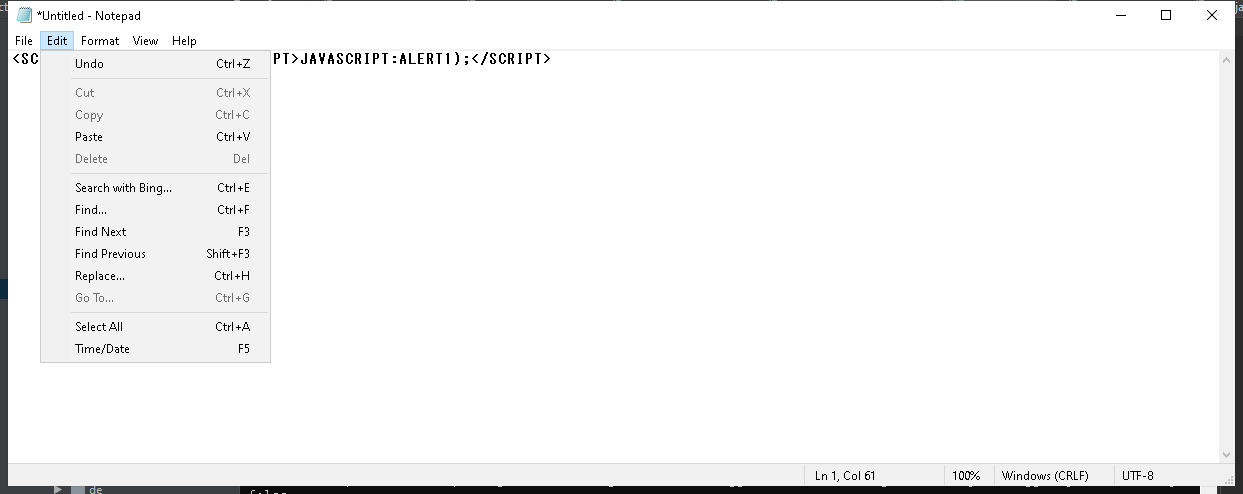 *Untitled - Notepad
File Edit Format View Help
<SC PT>JAVASCRIPT:ALERT1);</SCRIPT>
Undo Ctrl+Z
Cut Ctrl+X
Copy Ctrl+C
Paste Ctrl+V
Delete Del
Search with Bing... Ctrl+E
Find... Ctrl+F
Find Next F3
Find Previous Shift+F3
Replace... Ctrl+H
Go To... Ctrl+G
Select All Ctrl+A
Time/Date F5
Ln 1, Col 61 100% Windows (CRLF) UTF-8
de